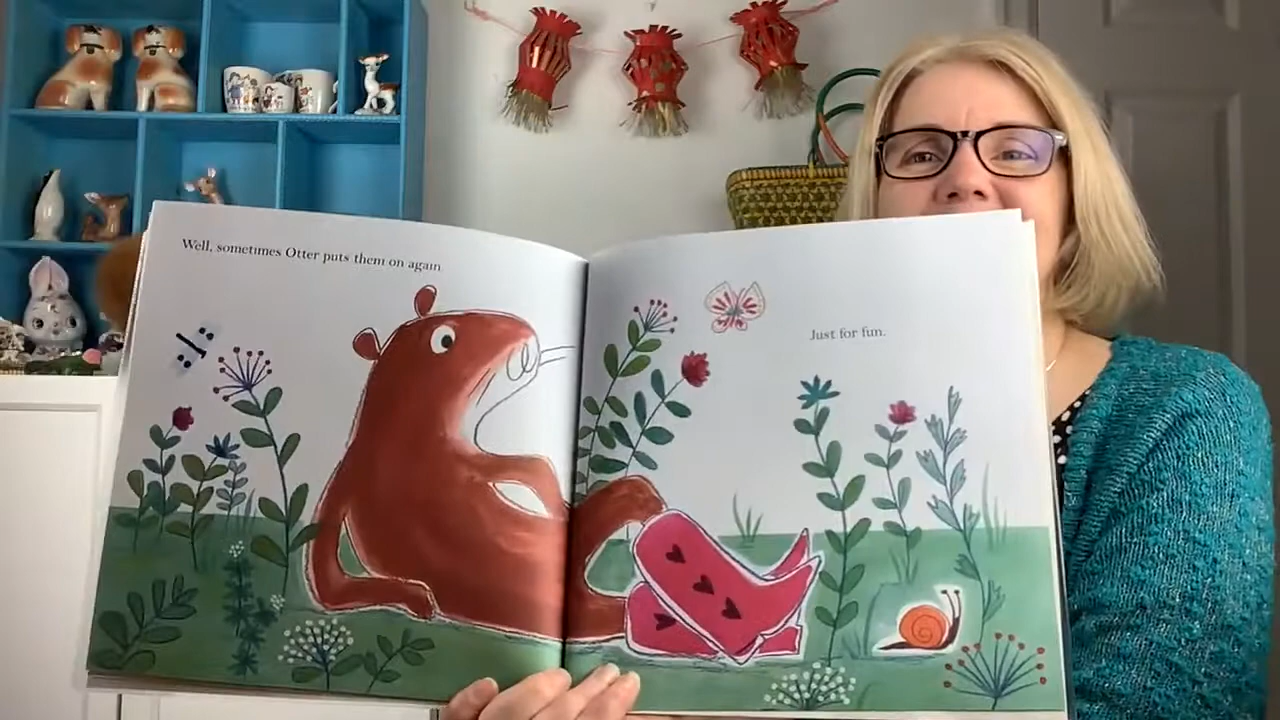 Well, sometimes Otter puts them on again.
Just for fun.